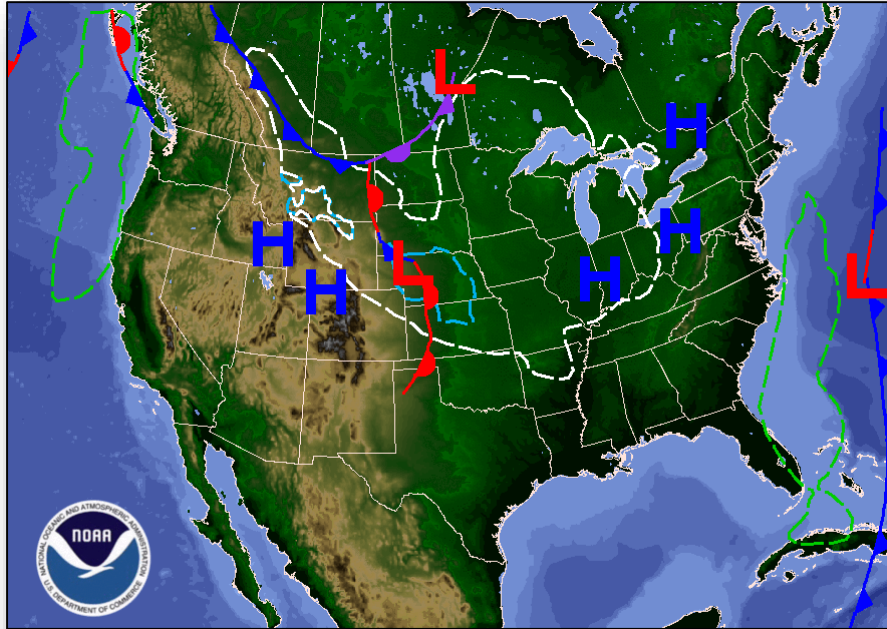 L
H
H
H
L
H
L
H
H
NATIONAL OCEANIC AND ATMOSPHERIC ADMINISTRATION
NOAA
U.S. DEPARTMENT OF COMMERCE